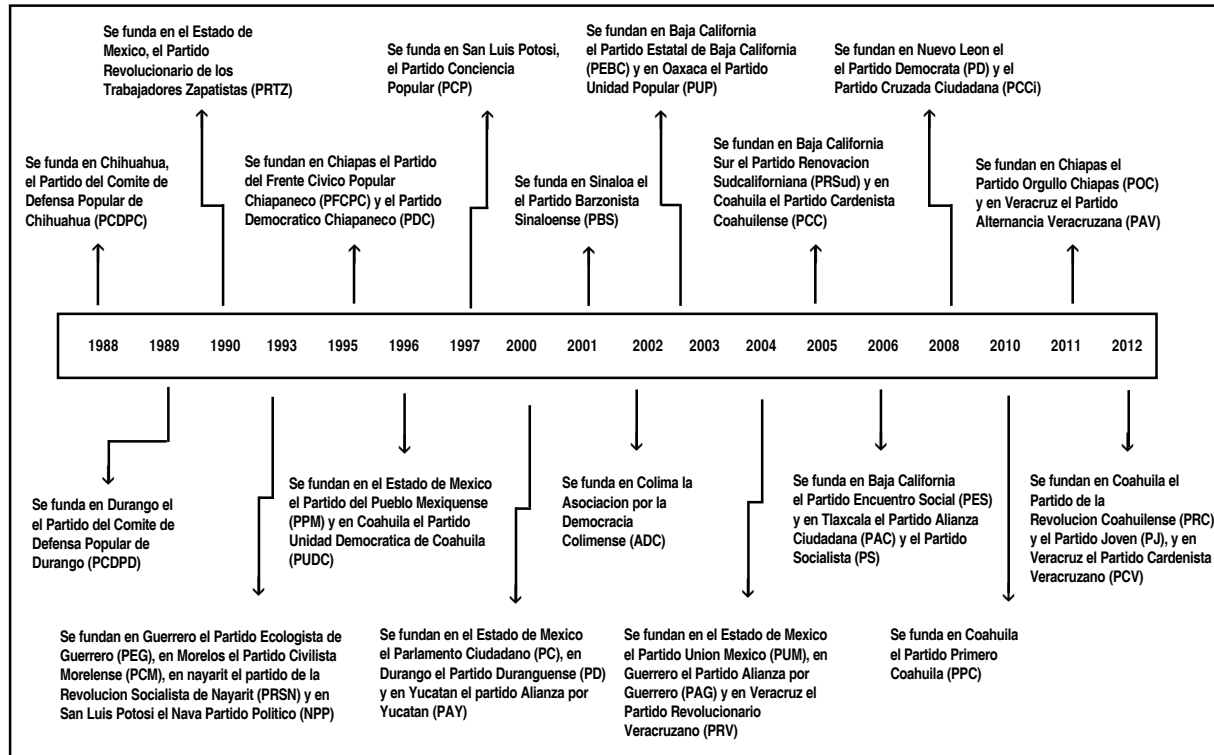 Se funda en el Estado de
Mexico, el Partido
Revolucionario de los
Trabajadores Zapatistas (PRTZ)
Se funda en San Luis Potosi,
el Partido Conciencia
Popular (PCP)
Se fundan en Baja California
el Partido Estatal de Baja California
(PEBC) y en Oaxaca el Partido
Unidad Popular (PUP)
Se fundan en Nuevo Leon el
el Partido Democrata (PD) y el
Partido Cruzada Ciudadana (PCCi)
Se funda en Chihuahua,
el Partido del Comite de
Defensa Popular de
Chihuahua (PCDPC)
Se fundan en Chiapas el Partido
del Frente Civico Popular
Chiapaneco (PFCPC) y el Partido
Democratico Chiapaneco (PDC)
Se funda en Sinaloa el
el Partido Barzonista
Sinaloense (PBS)
Se fundan en Baja California
Sur el Partido Renovacion
Sudcaliforniana (PRSud) y en
Coahuila el Partido Cardenista
Coahuilense (PCC)
Se fundan en Chiapas el
Partido Orgullo Chiapas (POC)
y en Veracruz el Partido
Alternancia Veracruzana (PAV)
1988 1989 1990 1993 1995 1996 1997 2000 2001 2002 2003 2004 2005 2006 2008 2010 2011 2012
Se funda en Durango el
el Partido del Comite de
Defensa Popular de
Durango (PCDPD)
Se fundan en el Estado de Mexico
el Partido del Pueblo Mexiquense
(PPM) y en Coahuila el Partido
Unidad Democratica de Coahuila
(PUDC)
Se funda en Colima la
Asociacion por la
Democracia
Colimense (ADC)
Se fundan en Baja California
el Partido Encuentro Social (PES)
y en Tlaxcala el Partido Alianza
Ciudadana (PAC) y el Partido
Socialista (PS)
Se fundan en Coahuila el
Partido de la
Revolucion Coahuilense (PRC)
y el Partido Joven (PJ), y en
Veracruz el Partido Cardenista
Veracruzano (PCV)
Se fundan en Guerrero el Partido Ecologista de
Guerrero (PEG), en Morelos el Partido Civilista
Morelense (PCM), en nayarit el partido de la
Revolucion Socialista de Nayarit (PRSN) y en
San Luis Potosi el Nava Partido Político (NPP)
Se fundan en el Estado de Mexico
el Parlamento Ciudadano (PC), en
Durango el Partido Duranguense (PD)
y en Yucatan el partido Alianza por
Yucatan (PAY)
Se fundan en el Estado de Mexico
el Partido Union Mexico (PUM), en
Guerrero el Partido Alianza por
Guerrero (PAG) y en Veracruz el
Partido Revolucionario
Veracruzano (PRV)
Se funda en Coahuila
el Partido Primero
Coahuila (PPC)